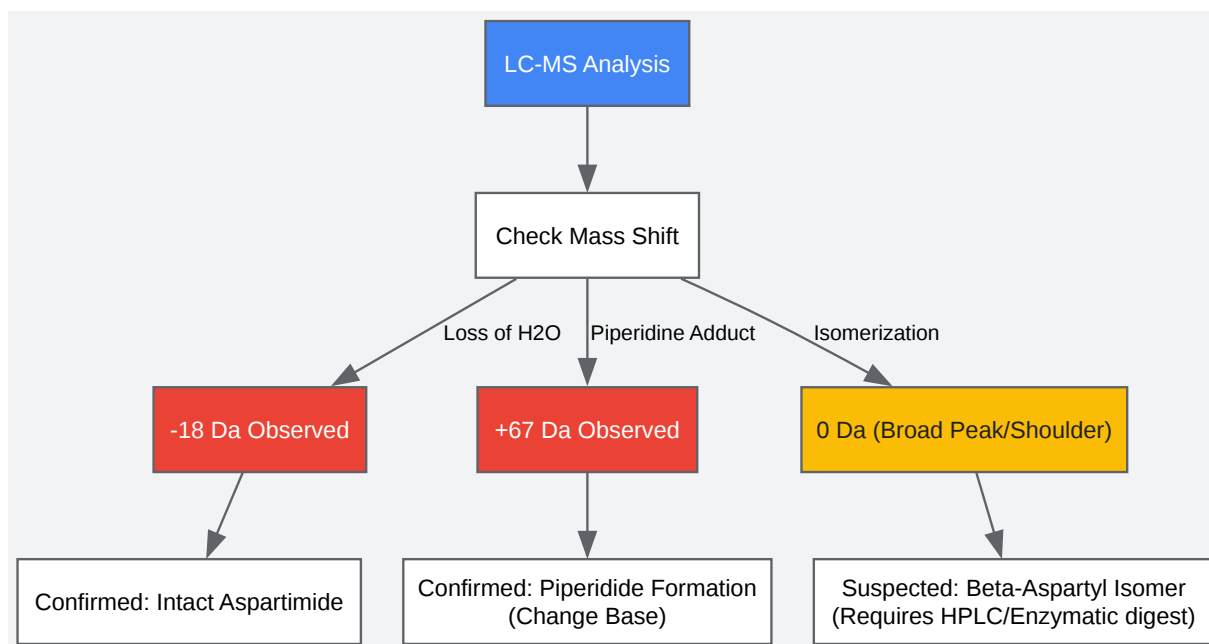 LC-MS Analysis
Check Mass Shift
Loss of H2O
Piperidine Adduct
Isomerization
-18 Da Observed
+67 Da Observed
0 Da (Broad Peak/Shoulder)
Confirmed: Intact Aspartimide
Confirmed: Piperidide Formation
(Change Base)
Suspected: Beta-Aspartyl Isomer
(Requires HPLC/Enzymatic digest)